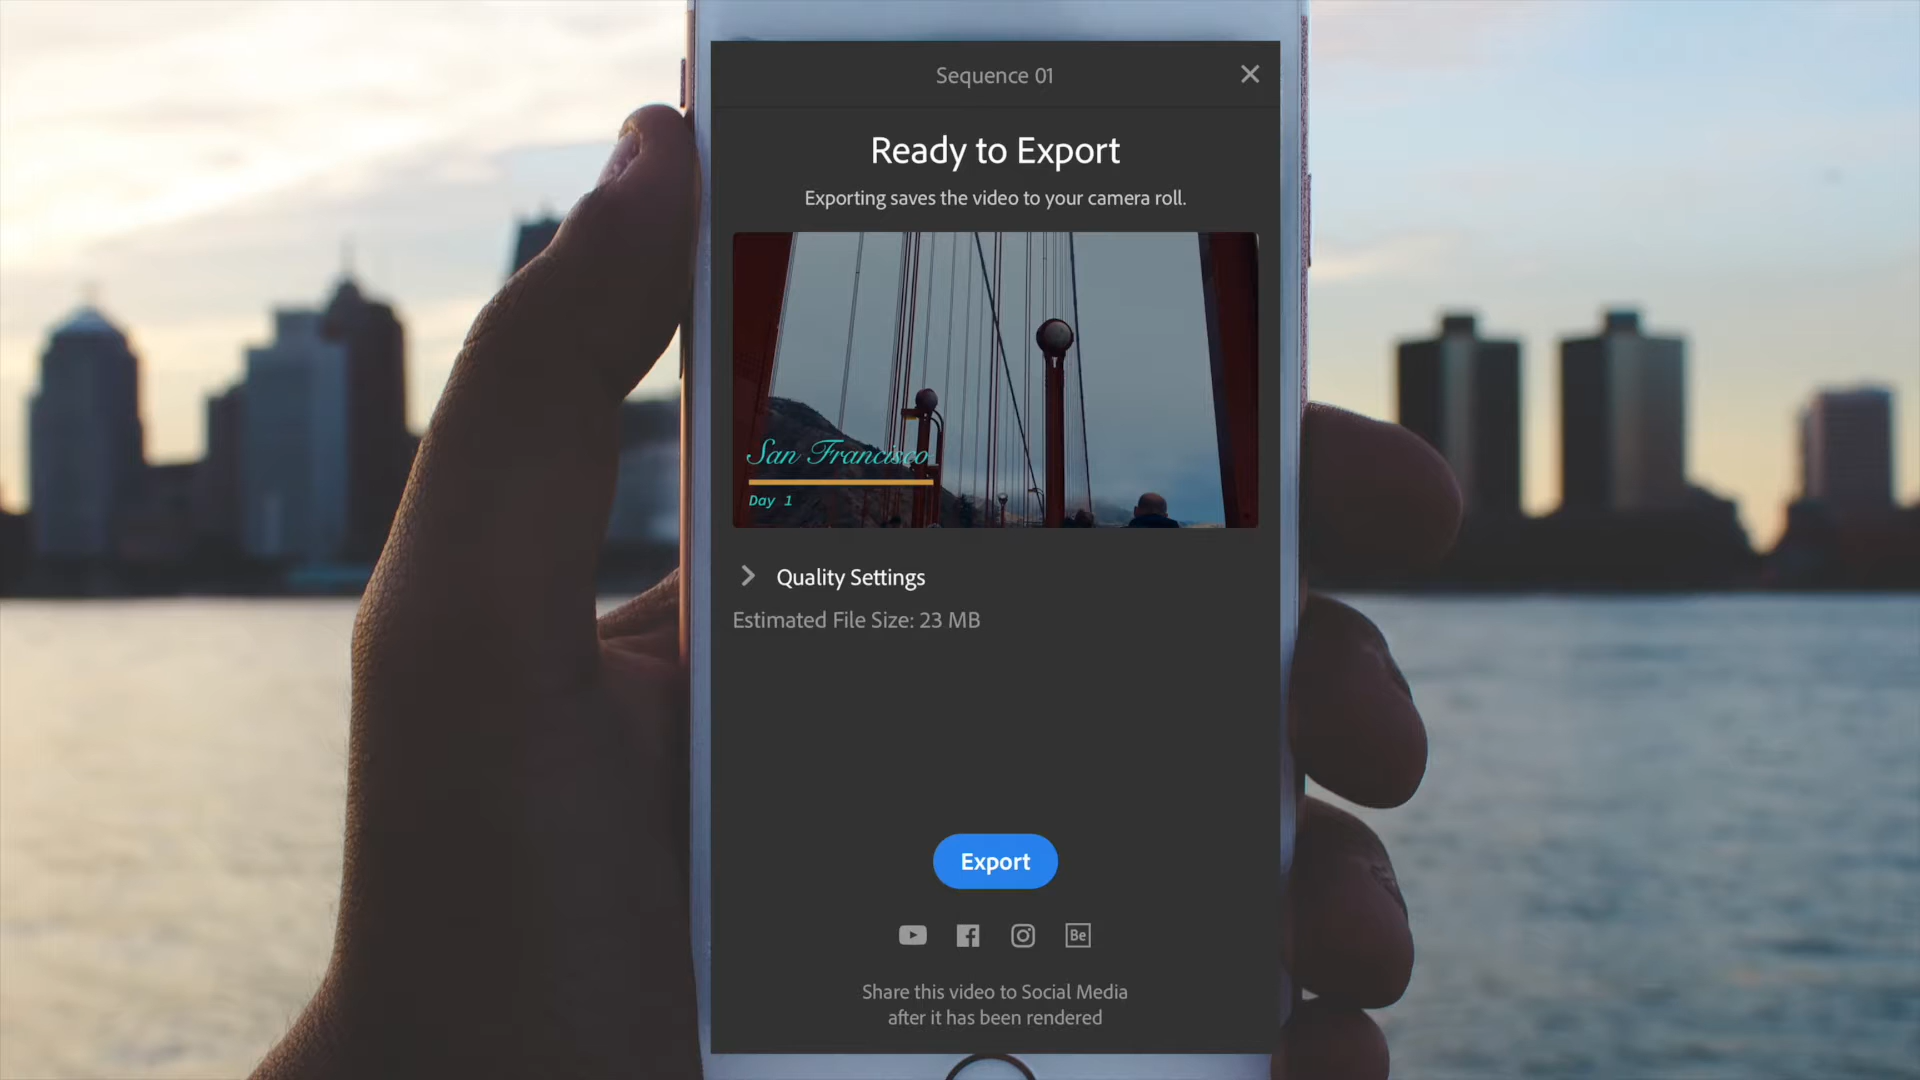 Sequence 01
Ready to Export
Exporting saves the video to your camera roll.
San Francisco
Day 1
Quality Settings
Estimated File Size: 23 MB
Export
Be
Share this video to Social Media
after it has been rendered